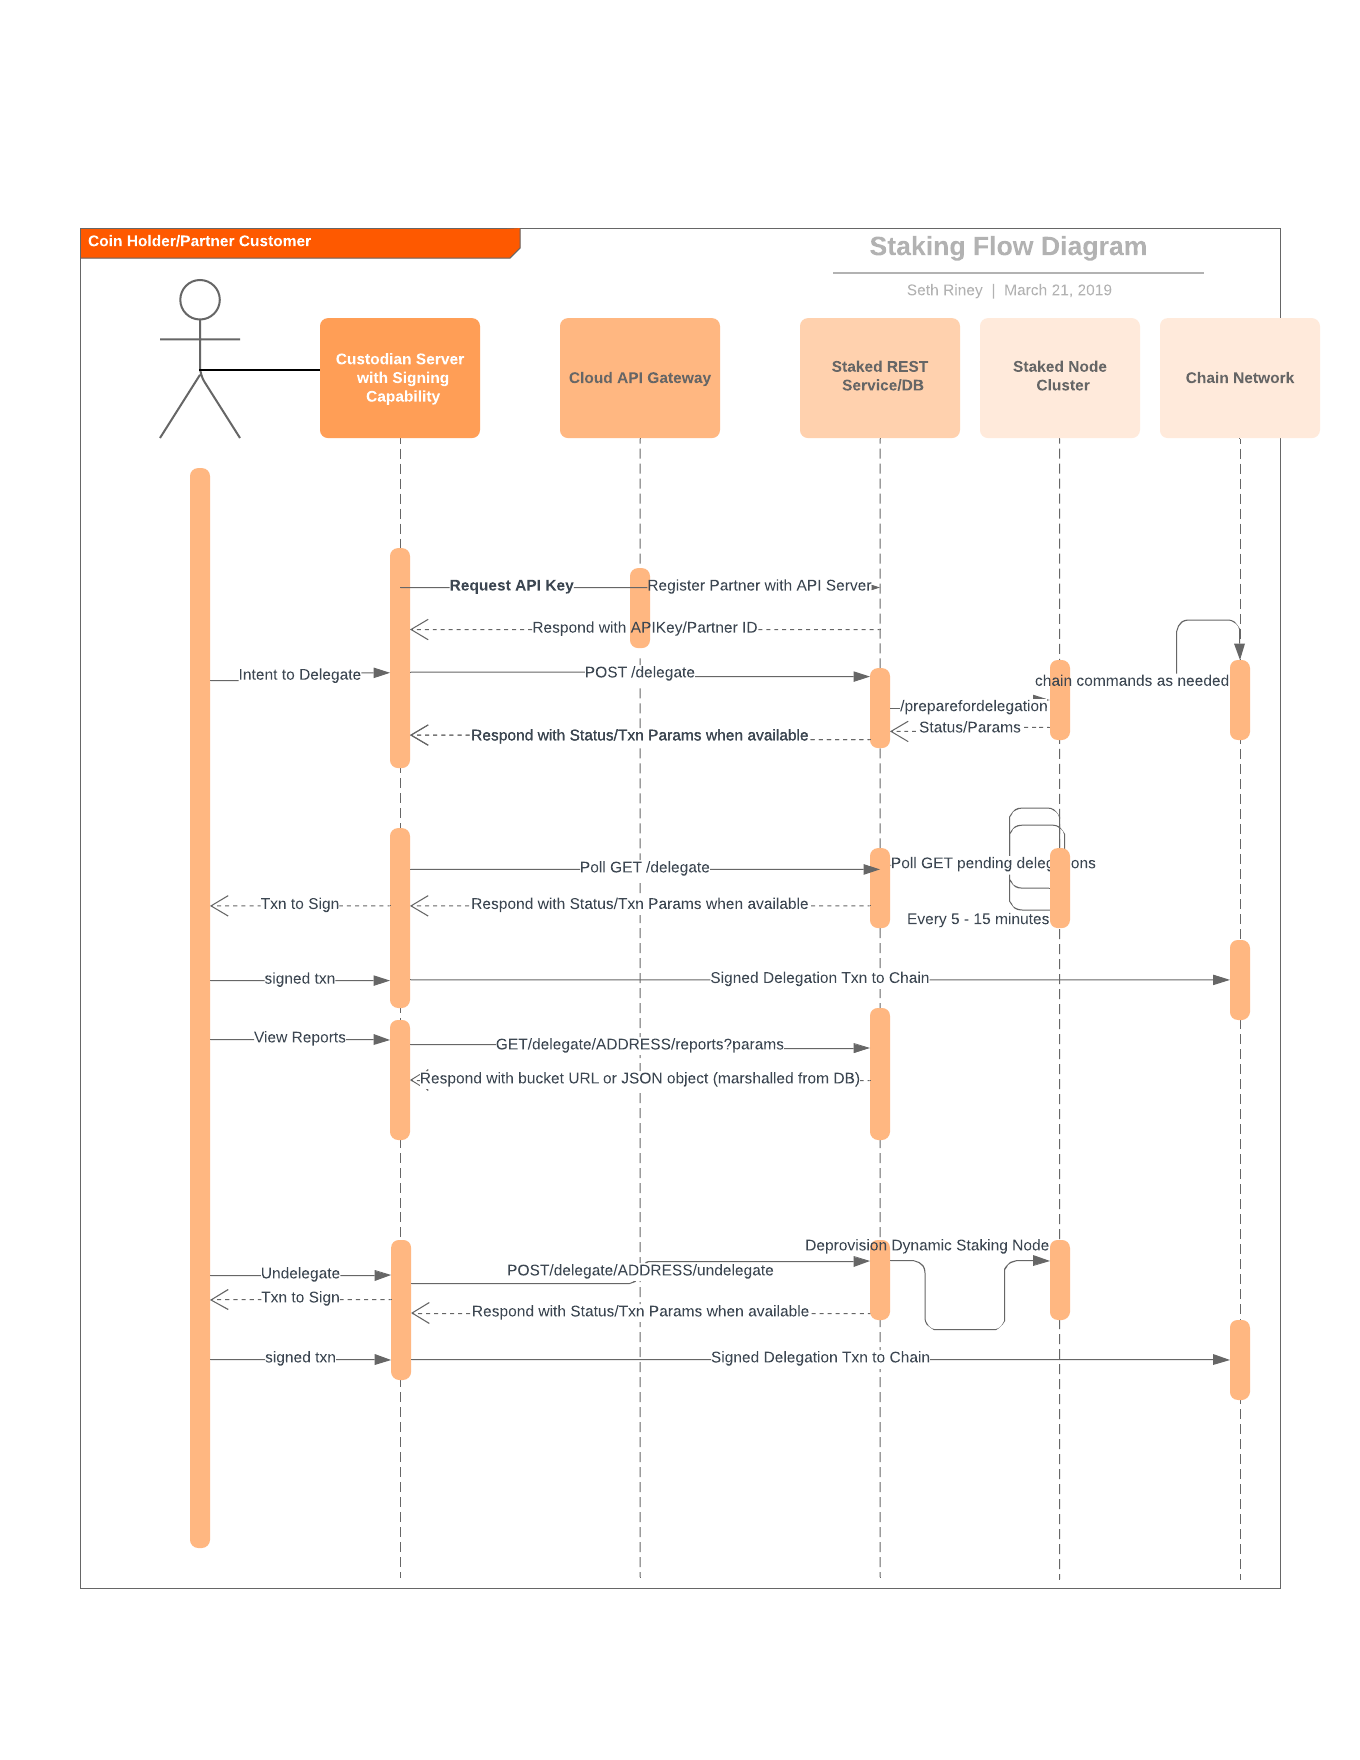 Coin Holder/Partner Customer
Staking Flow Diagram
Seth Riney | March 21, 2019
Custodian Server
with Signing
Capability
Cloud API Gateway
Staked REST
Service/DB
Staked Node
Cluster
Chain Network
Request API Key
Register Partner with API Server
Respond with APIKey/Partner ID
Intent to Delegate
POST /delegate
chain commands as needed
/preparefordelegation
Status/Params
Respond with Status/Txn Params when available
Poll GET /delegate
Poll GET pending delegations
Txn to Sign
Respond with Status/Txn Params when available
Every 5 - 15 minutes
signed txn
Signed Delegation Txn to Chain
View Reports
GET/delegate/ADDRESS/reports?params
Respond with bucket URL or JSON object (marshalled from DB)
Deprovision Dynamic Staking Node
Undelegate
POST/delegate/ADDRESS/undelegate
Txn to Sign
Respond with Status/Txn Params when available
signed txn
Signed Delegation Txn to Chain